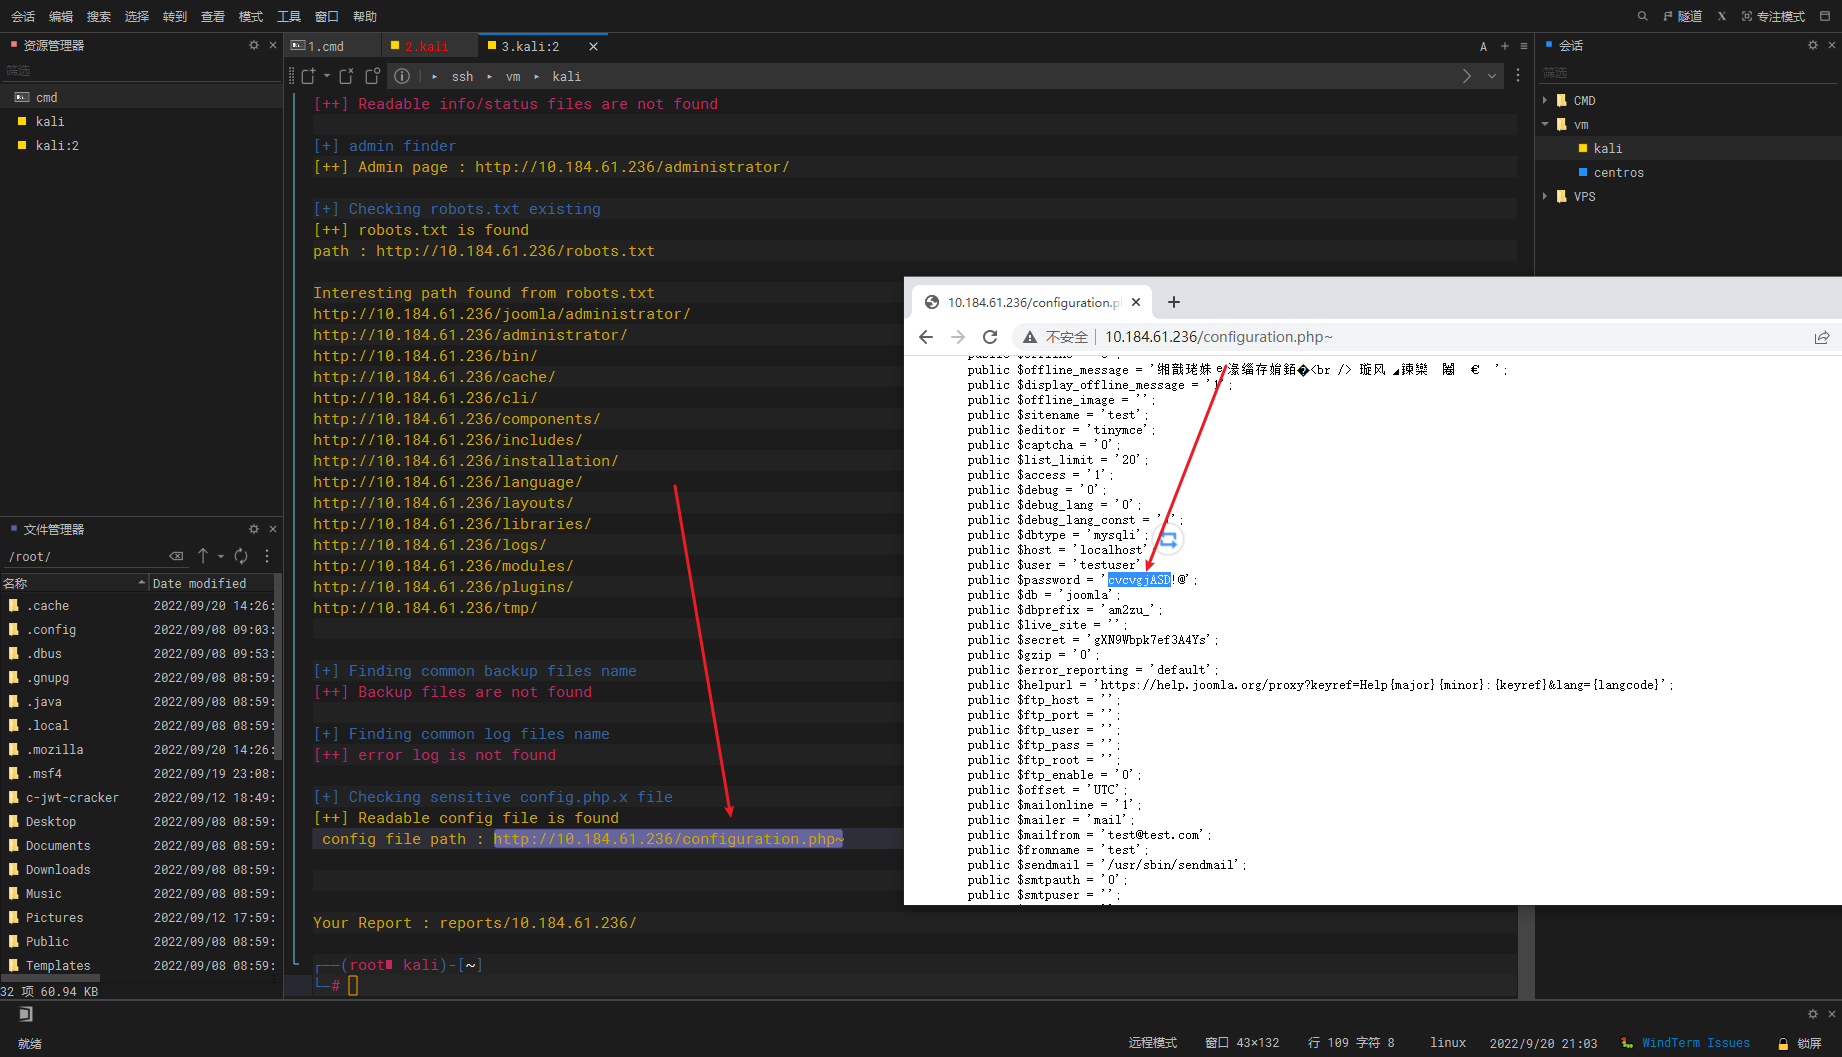 会话 编辑 搜索 选择 转到 查看 模式 工具 窗口 帮助
隧道 X 专注模式
资源管理器
筛选
cmd
kali
kali:2
1.cmd
2.kali
3.kali:2
A
ssh vm kali
[++] Readable info/status files are not found
[+] admin finder
[++] Admin page : http://10.184.61.236/administrator/
[+] Checking robots.txt existing
[++] robots.txt is found
path : http://10.184.61.236/robots.txt
Interesting path found from robots.txt
http://10.184.61.236/joomla/administrator/
http://10.184.61.236/administrator/
http://10.184.61.236/bin/
http://10.184.61.236/cache/
http://10.184.61.236/cli/
http://10.184.61.236/components/
http://10.184.61.236/includes/
http://10.184.61.236/installation/
http://10.184.61.236/language/
http://10.184.61.236/layouts/
http://10.184.61.236/libraries/
http://10.184.61.236/logs/
http://10.184.61.236/modules/
http://10.184.61.236/plugins/
http://10.184.61.236/tmp/
[+] Finding common backup files name
[++] Backup files are not found
[+] Finding common log files name
[++] error log is not found
[+] Checking sensitive config.php.x file
[++] Readable config file is found
config file path : http://10.184.61.236/configuration.php~
Your Report : reports/10.184.61.236/
(root kali)-[~]
#
会话
筛选
CMD
vm
kali
centros
VPS
10.184.61.236/configuration.p
不安全 10.184.61.236/configuration.php~
public $offline_message =
<br />
';
public $display_offline_message = '1';
public $offline_image = '';
public $sitename = 'test';
public $editor = 'tinymce';
public $captcha = '0';
public $list_limit = '20';
public $access = '1';
public $debug = '0';
public $debug_lang = '0';
public $debug_lang_const = ' ';
public $dbtype = 'mysqli';
public $host = 'localhost'
public $user = 'testuser'
public $password = 'cvcvgjASD!@';
public $db = 'joomla';
public $dbprefix = 'am2zu_';
public $live_site = '';
public $secret = 'gXN9Wbpk7ef3A4Ys';
public $gzip = '0';
public $error_reporting = 'default';
public $helpurl = 'https://help.joomla.org/proxy?keyref=Help{major}{minor}:{keyref}&lang={langcode}';
public $ftp_host = '';
public $ftp_port = '';
public $ftp_user = '';
public $ftp_pass = '';
public $ftp_root = '';
public $ftp_enable = '0';
public $offset = 'UTC';
public $mailonline = '1';
public $mailer = 'mail';
public $mailfrom = 'test@test.com';
public $fromname = 'test';
public $sendmail = '/usr/sbin/sendmail';
public $smtpauth = '0';
public $smtpuser = '';
文件管理器
/root/
名称 Date modified
.cache 2022/09/20 14:26:
.config 2022/09/08 09:03:
.dbus 2022/09/08 09:53:
.gnupg 2022/09/08 08:59:
.java 2022/09/08 08:59:
.local 2022/09/08 08:59:
.mozilla 2022/09/20 14:26:
.msf4 2022/09/19 23:08:
c-jwt-cracker 2022/09/12 18:49:
Desktop 2022/09/08 08:59:
Documents 2022/09/08 08:59:
Downloads 2022/09/08 08:59:
Music 2022/09/08 08:59:
Pictures 2022/09/12 17:59:
Public 2022/09/08 08:59:
Templates 2022/09/08 08:59:
32 项 60.94 KB
就绪
远程模式 窗口 43×132 行 109 字符 8 linux 2022/9/20 21:03 WindTerm Issues 锁屏